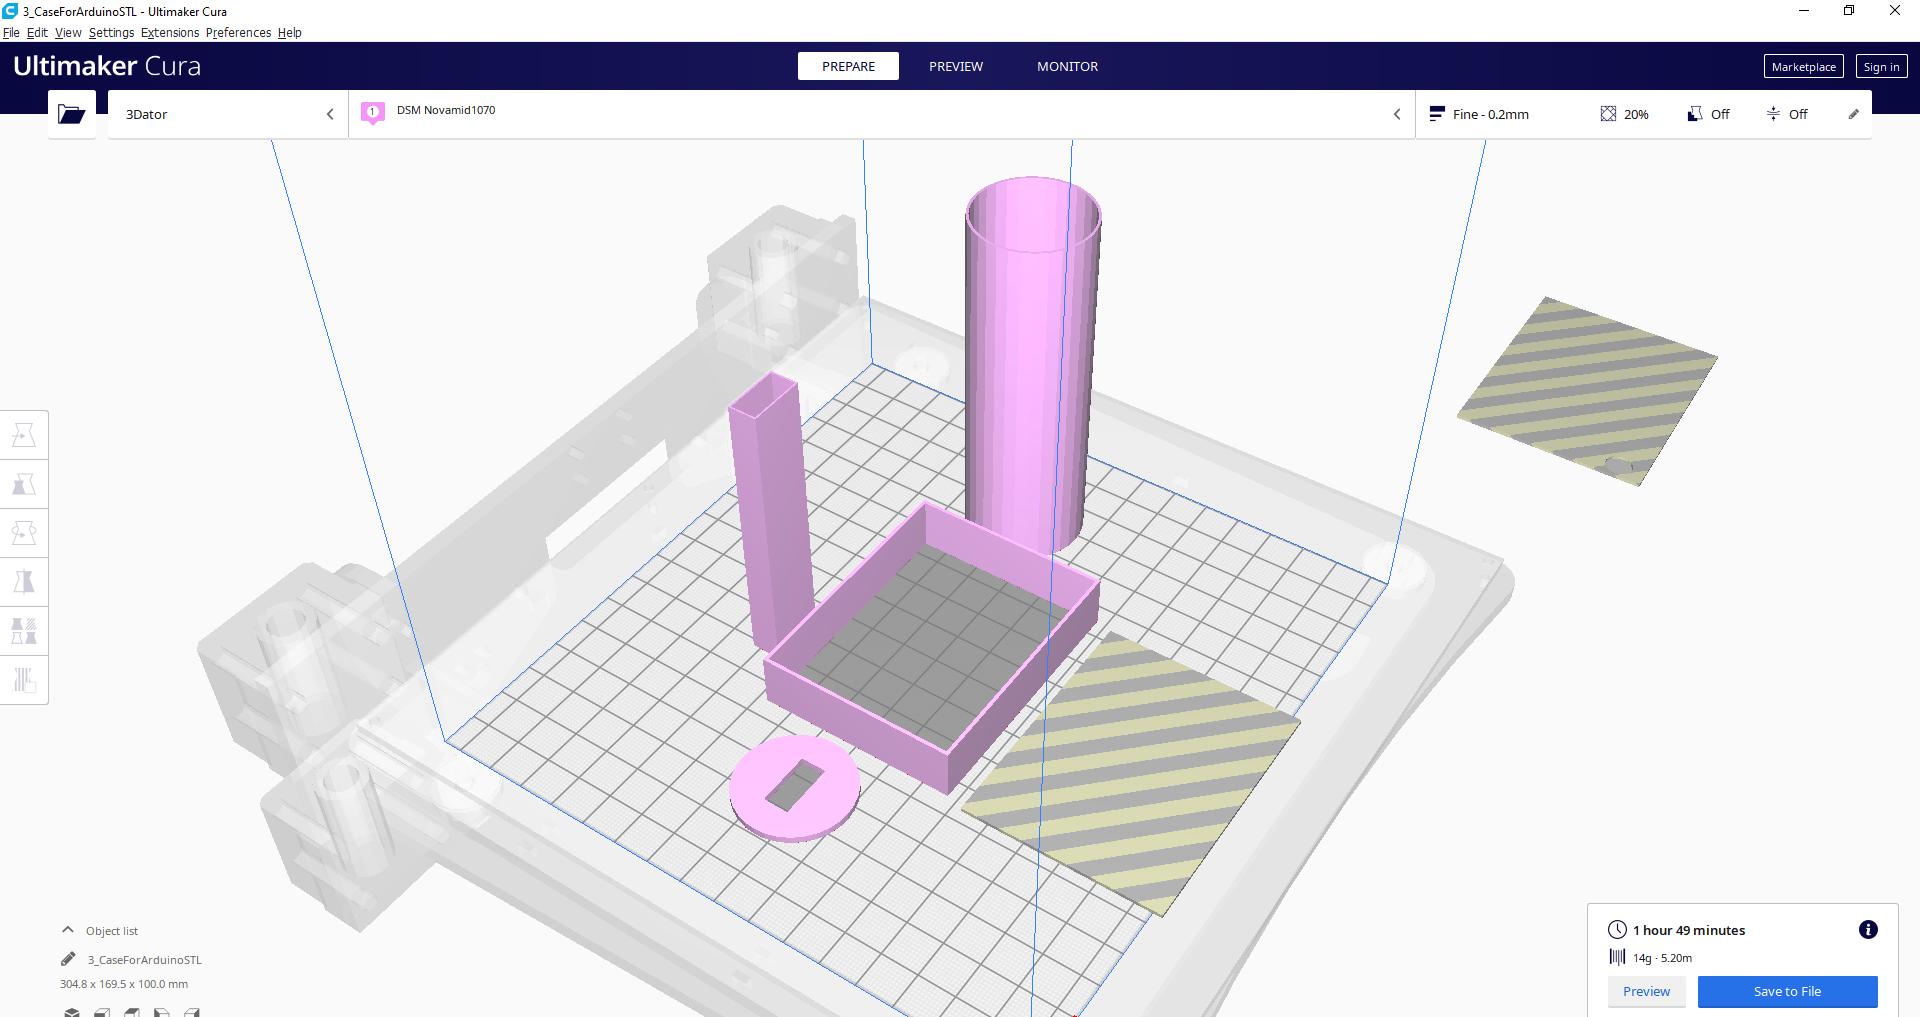 3_CaseForArduinoSTL - Ultimaker Cura
File Edit View Settings Extensions Preferences Help
Ultimaker Cura
PREPARE PREVIEW MONITOR
Marketplace Sign in
3Dator
1 DSM Novamid1070
Fine - 0.2mm 20% Off Off
Object list
3_CaseForArduinoSTL
304.8 x 169.5 x 100.0 mm
1 hour 49 minutes
14g · 5.20m
Preview Save to File